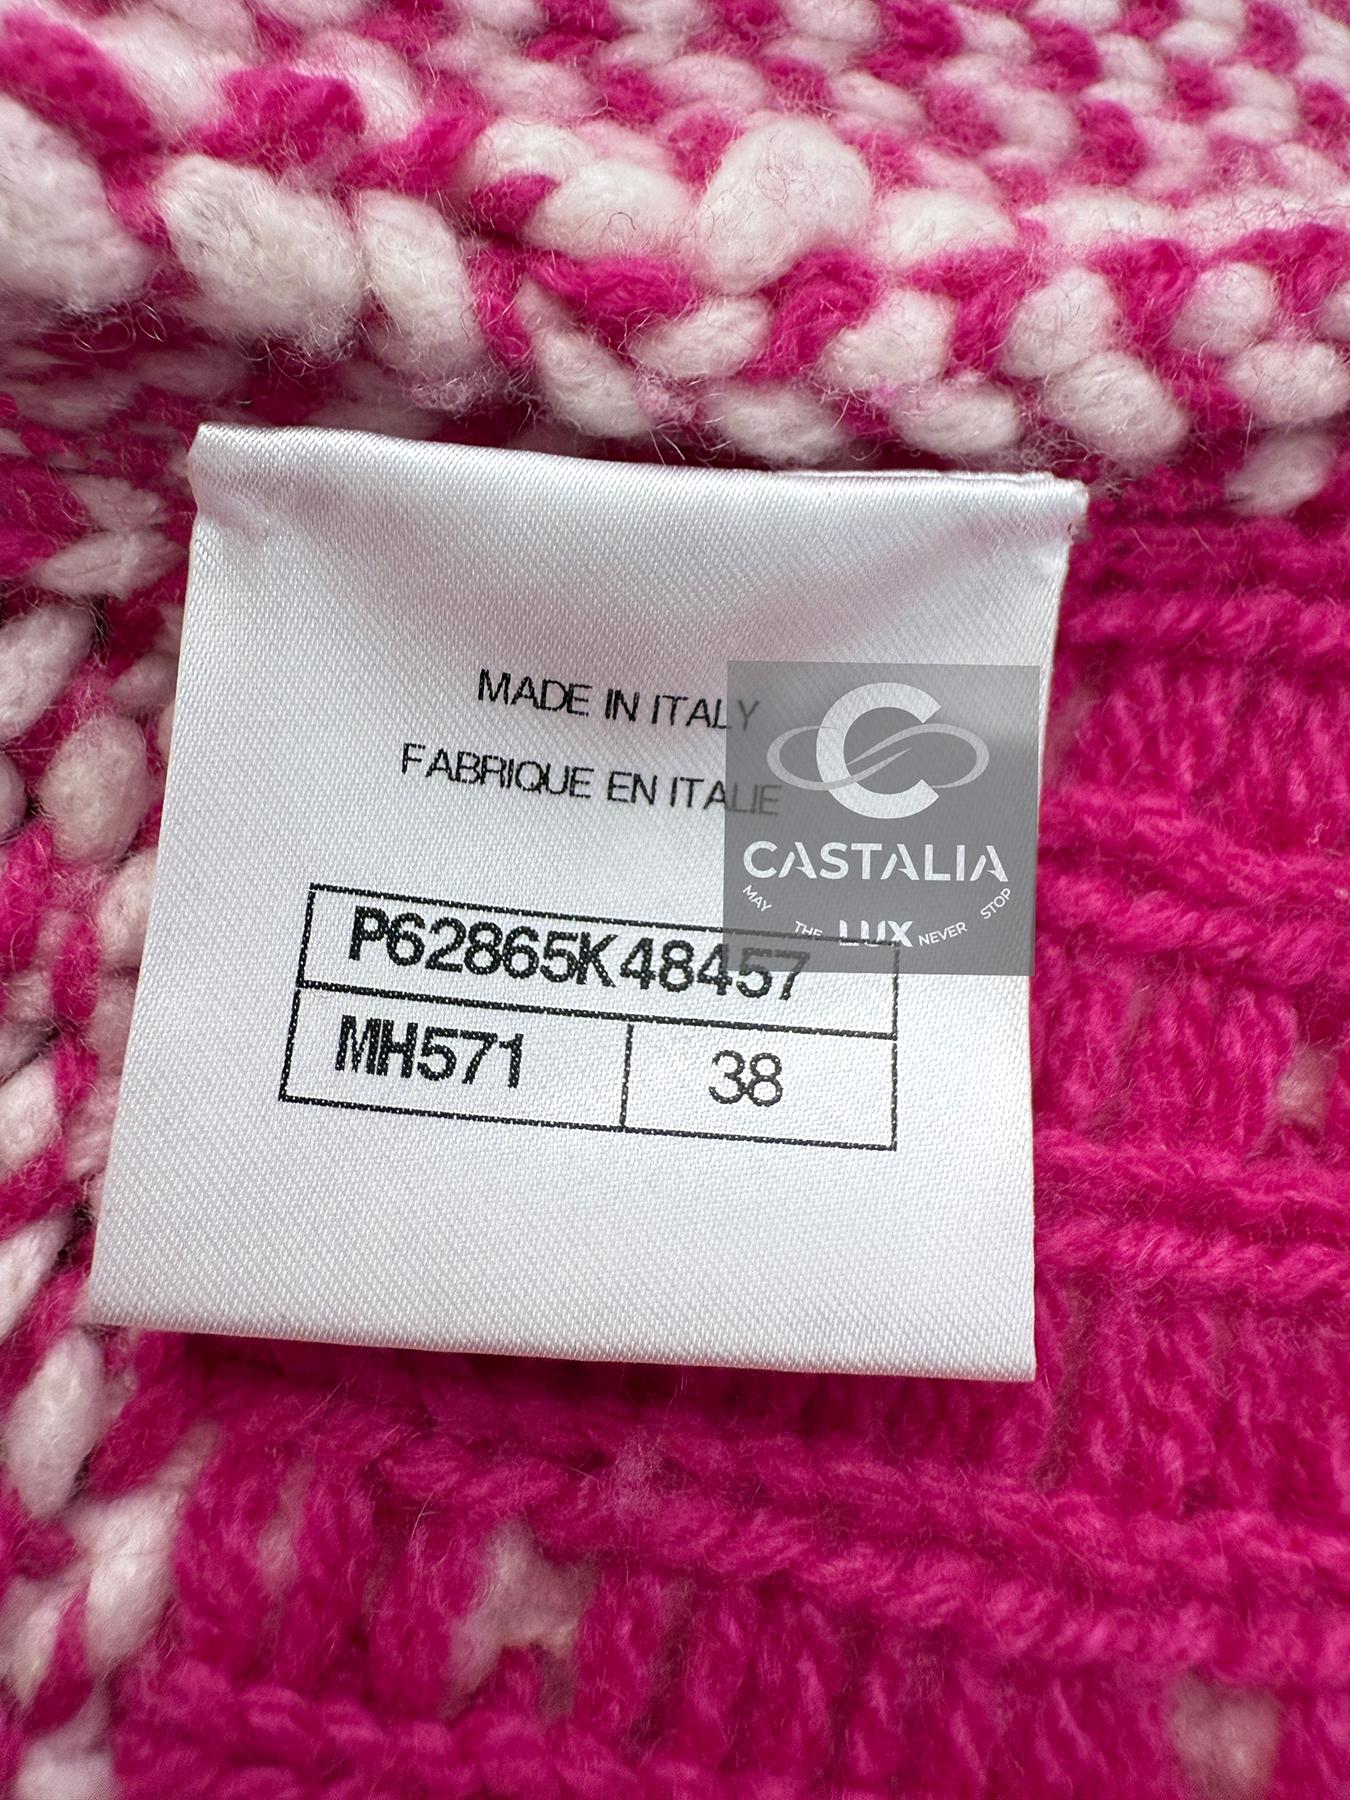 MADE IN ITALY
FABRIQUE EN ITALIE
C
CASTALIA
MAY THE LUX NEVER STOP
P62865K48457
MH571 38